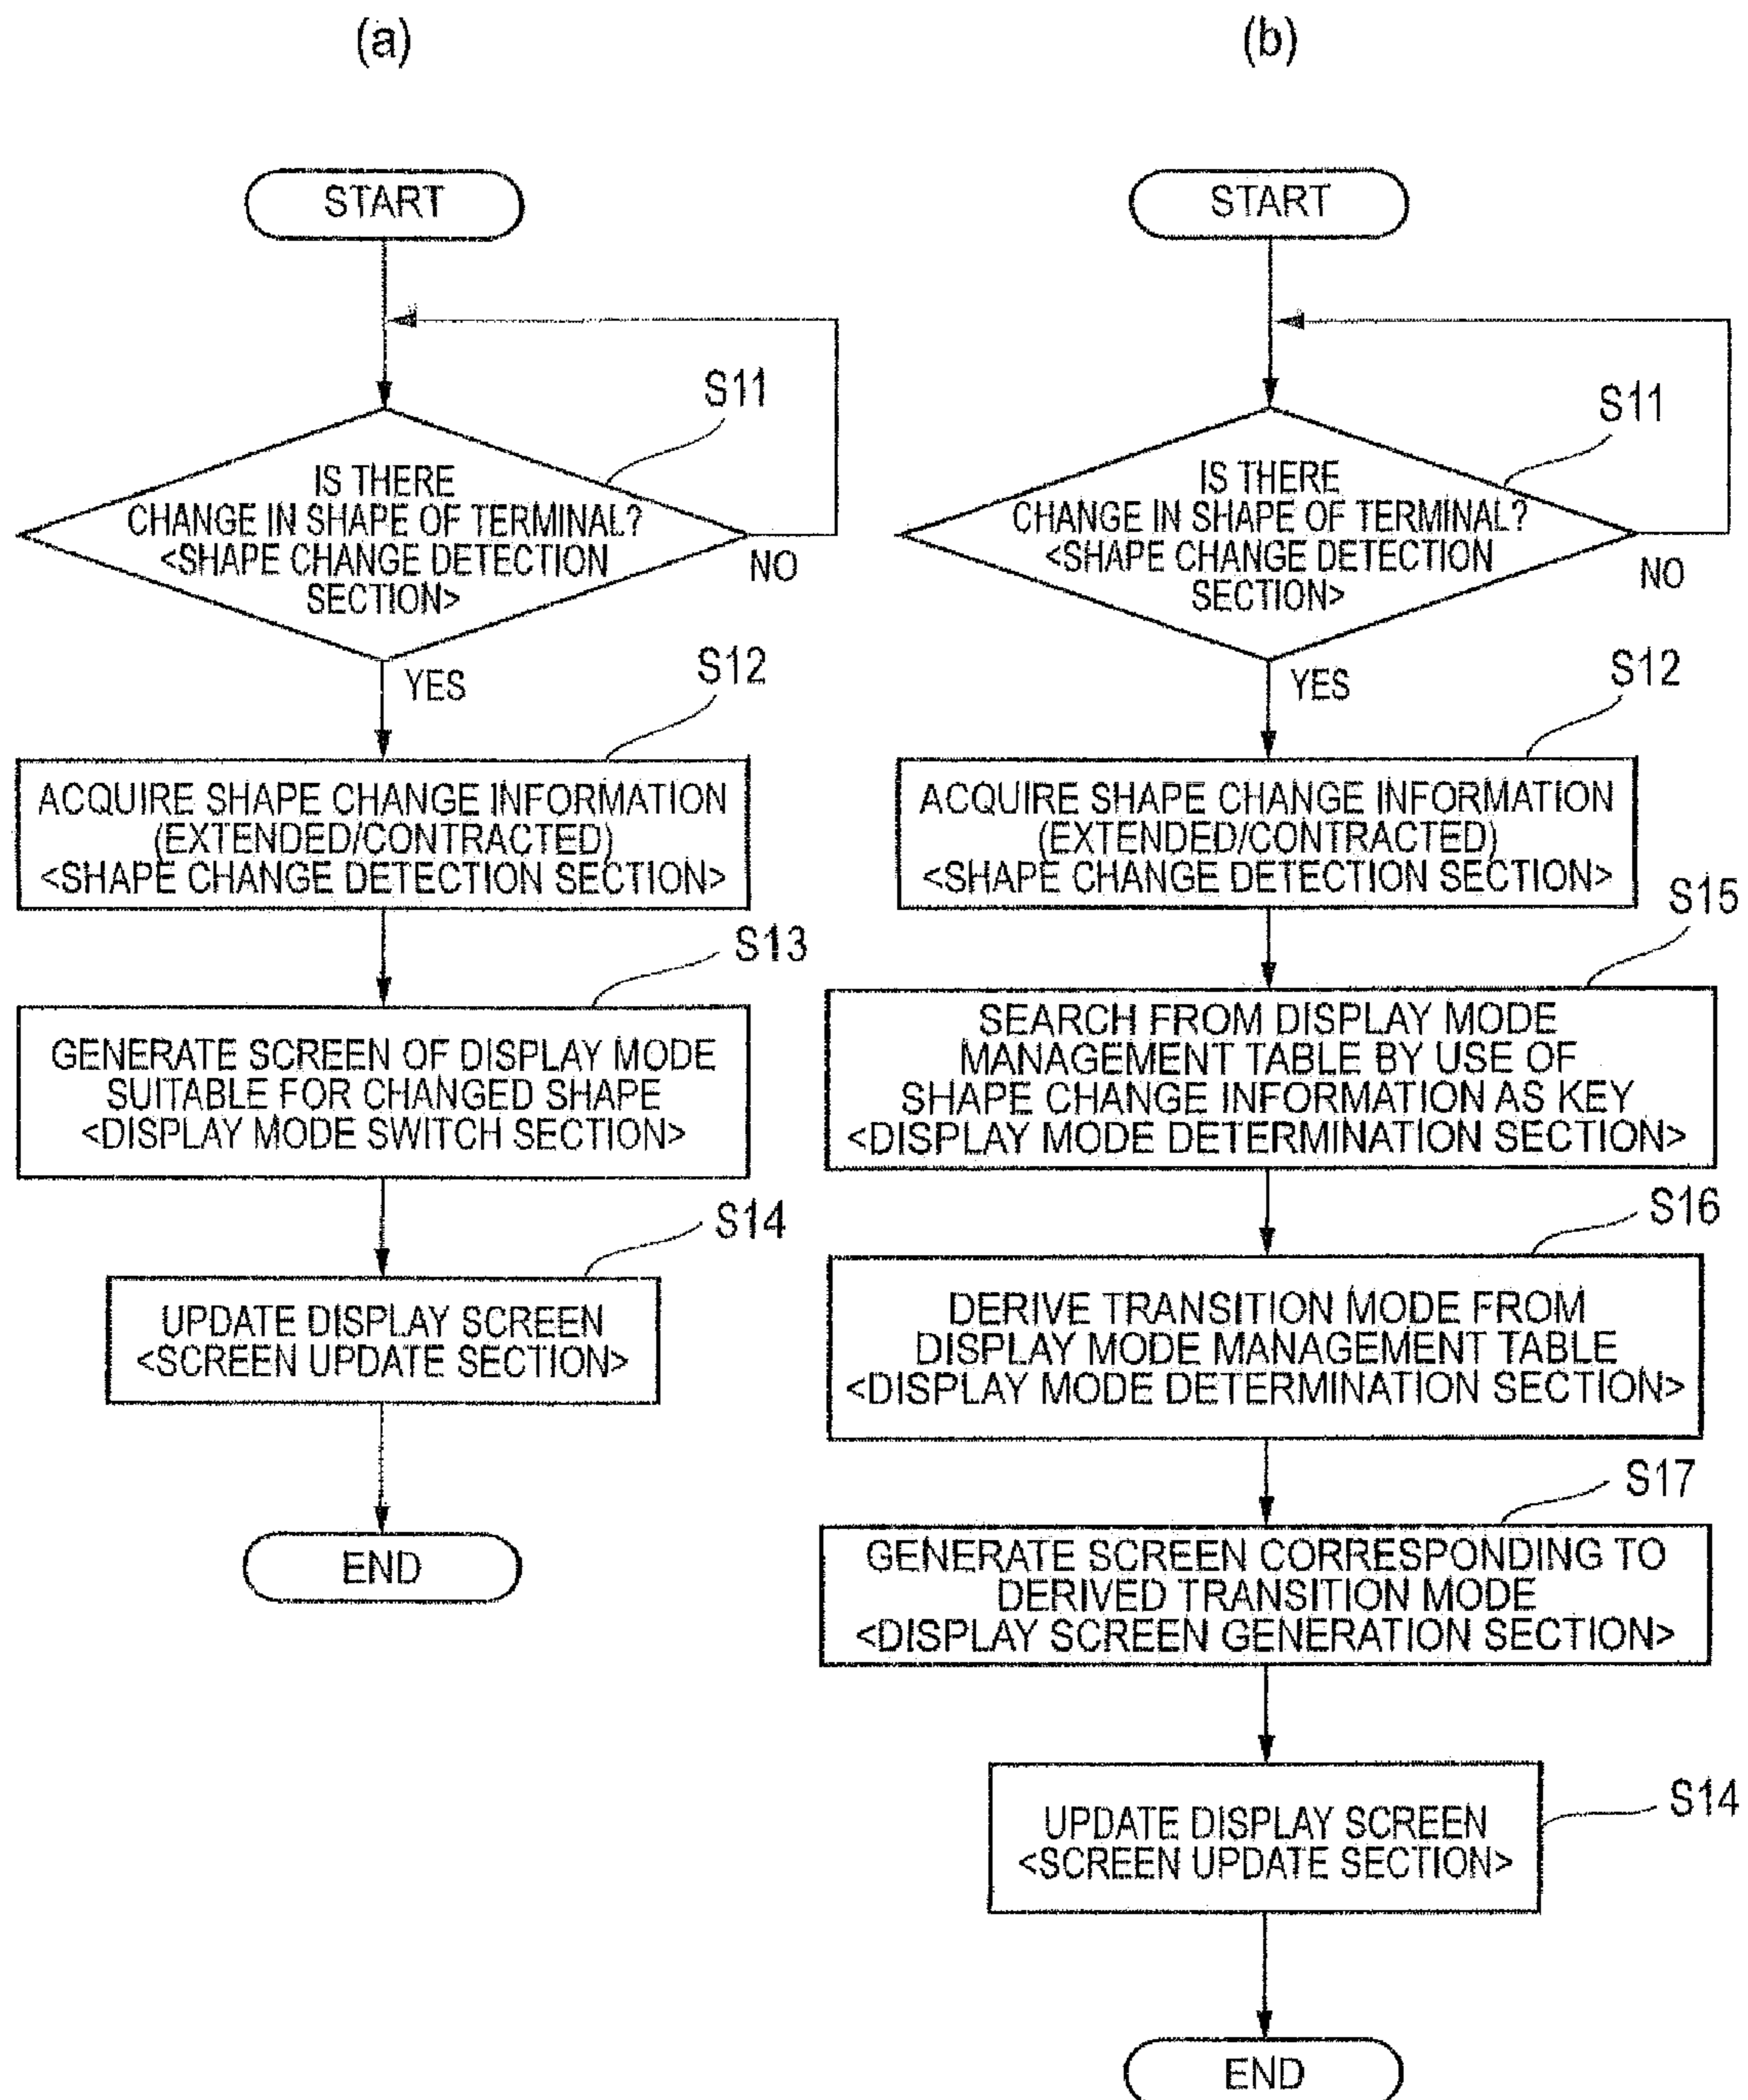 (a)
START
S11
IS THERE
CHANGE IN SHAPE OF TERMINAL?
<SHAPE CHANGE DETECTION
SECTION>
NO
YES
S12
ACQUIRE SHAPE CHANGE INFORMATION
(EXTENDED/CONTRACTED)
<SHAPE CHANGE DETECTION SECTION>
S13
GENERATE SCREEN OF DISPLAY MODE
SUITABLE FOR CHANGED SHAPE
<DISPLAY MODE SWITCH SECTION>
S14
UPDATE DISPLAY SCREEN
<SCREEN UPDATE SECTION>
END
(b)
START
S11
IS THERE
CHANGE IN SHAPE OF TERMINAL?
<SHAPE CHANGE DETECTION
SECTION>
NO
YES
S12
ACQUIRE SHAPE CHANGE INFORMATION
(EXTENDED/CONTRACTED)
<SHAPE CHANGE DETECTION SECTION>
S15
SEARCH FROM DISPLAY MODE
MANAGEMENT TABLE BY USE OF
SHAPE CHANGE INFORMATION AS KEY
<DISPLAY MODE DETERMINATION SECTION>
S16
DERIVE TRANSITION MODE FROM
DISPLAY MODE MANAGEMENT TABLE
<DISPLAY MODE DETERMINATION SECTION>
S17
GENERATE SCREEN CORRESPONDING TO
DERIVED TRANSITION MODE
<DISPLAY SCREEN GENERATION SECTION>
S14
UPDATE DISPLAY SCREEN
<SCREEN UPDATE SECTION>
END